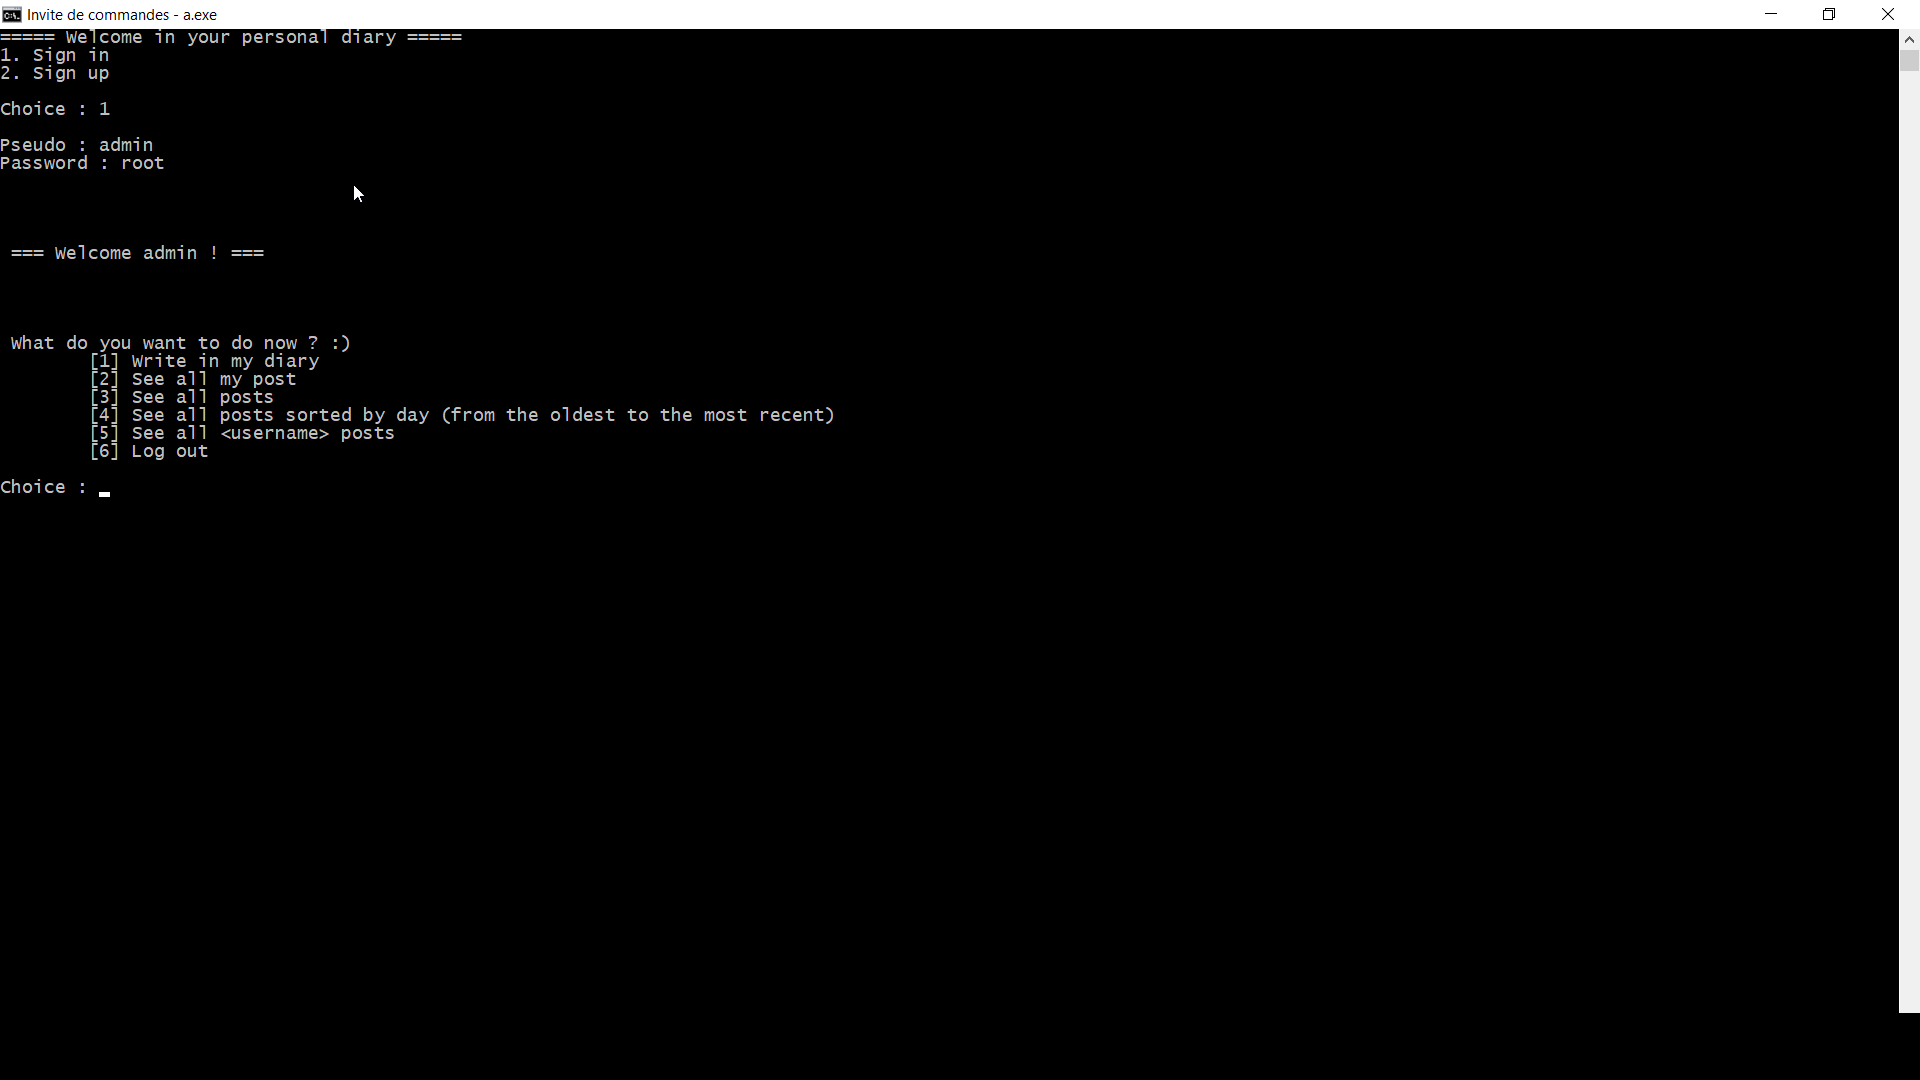 Invite de commandes - a.exe
===== Welcome in your personal diary =====
1. Sign in
2. Sign up
Choice : 1
Pseudo : admin
Password : root
=== Welcome admin ! ===
What do you want to do now ? :)
[1] Write in my diary
[2] See all my post
[3] See all posts
[4] See all posts sorted by day (from the oldest to the most recent)
[5] See all <username> posts
[6] Log out
Choice :